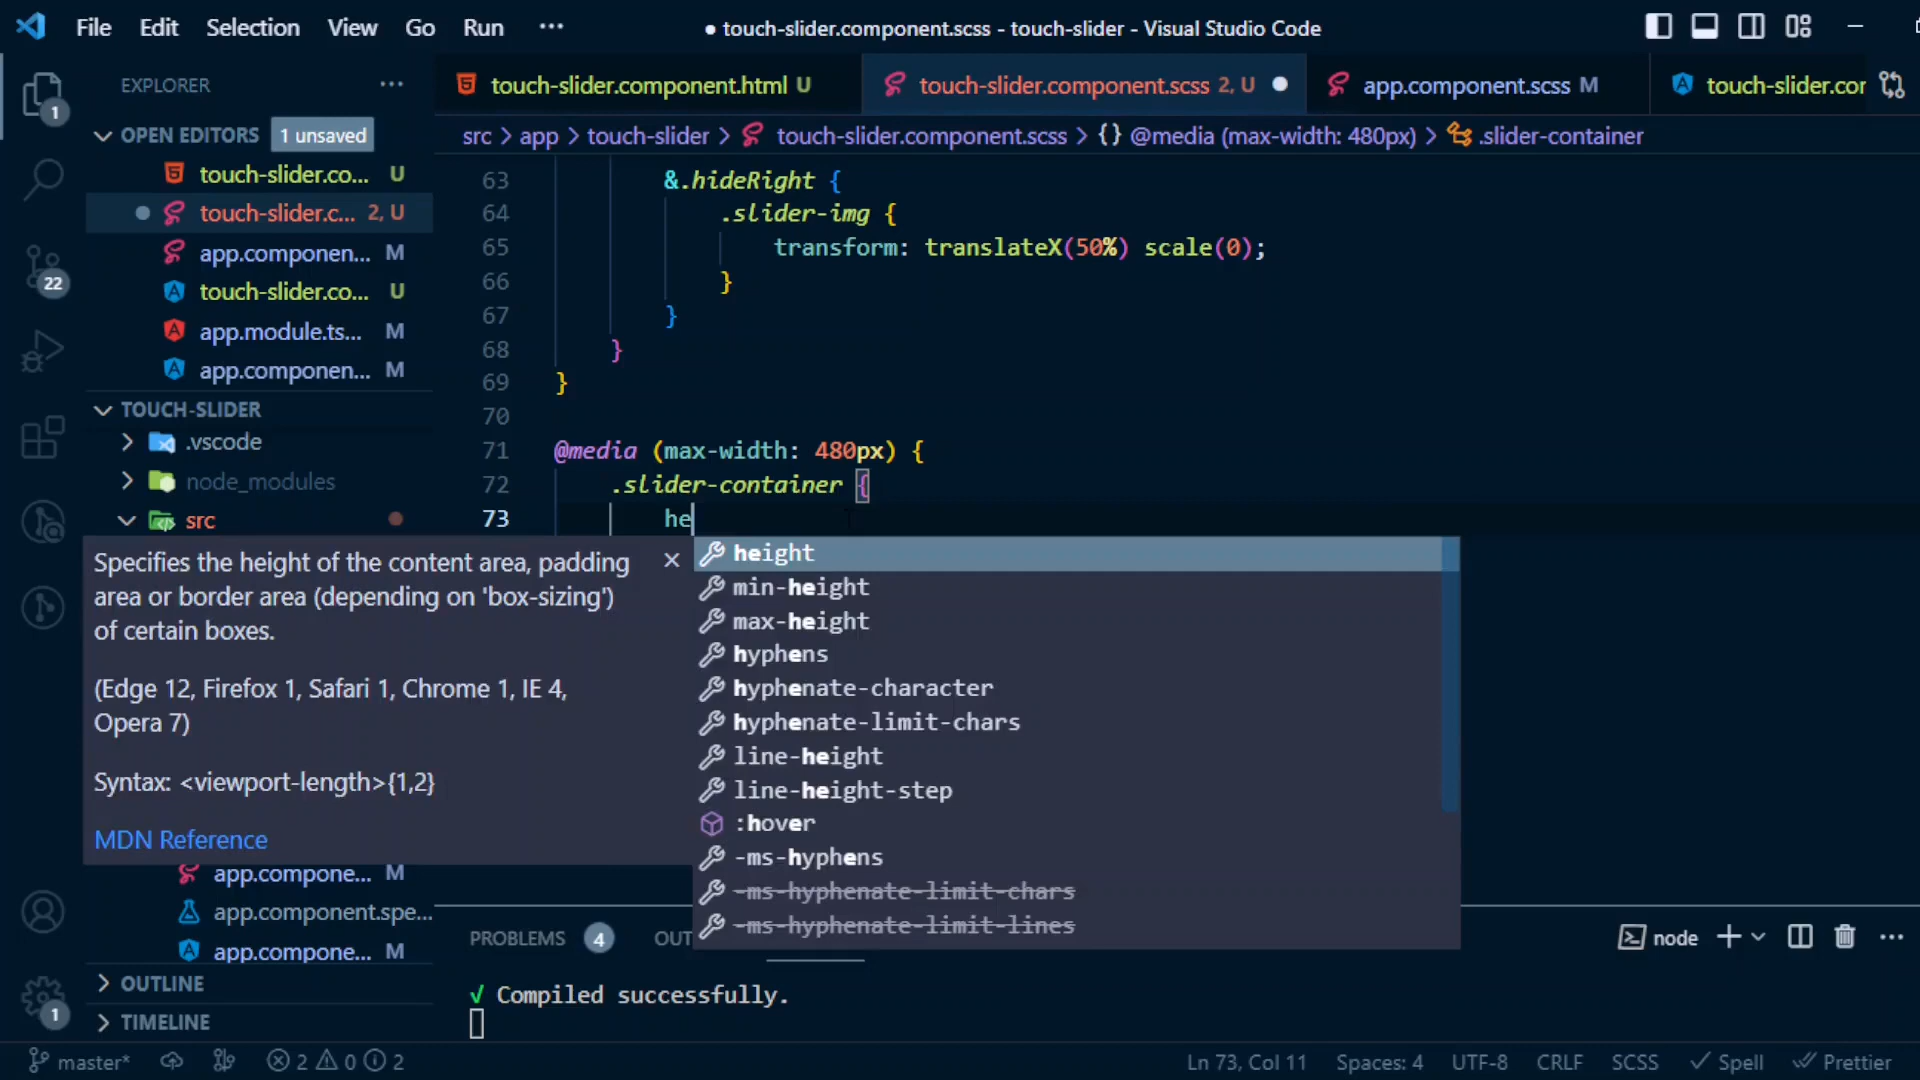 File Edit Selection View Go Run ···
● touch-slider.component.scss - touch-slider - Visual Studio Code
EXPLORER ···
touch-slider.component.html U
touch-slider.component.scss 2, U ●
app.component.scss M
touch-slider.cor
1
OPEN EDITORS 1 unsaved
src > app > touch-slider > touch-slider.component.scss > {} @media (max-width: 480px) > .slider-container
touch-slider.co... U
touch-slider.c... 2, U
app.componen... M
touch-slider.co... U
app.module.ts... M
app.componen... M
22
TOUCH-SLIDER
.vscode
node_modules
src
63 &.hideRight {
64 .slider-img {
65 transform: translateX(50%) scale(0);
66 }
67 }
68 }
69 }
70
71 @media (max-width: 480px) {
72 .slider-container {
73 he
Specifies the height of the content area, padding
area or border area (depending on 'box-sizing')
of certain boxes.
(Edge 12, Firefox 1, Safari 1, Chrome 1, IE 4,
Opera 7)
Syntax: <viewport-length>{1,2}
MDN Reference
height
min-height
max-height
hyphens
hyphenate-character
hyphenate-limit-chars
line-height
line-height-step
:hover
-ms-hyphens
-ms-hyphenate-limit-chars
-ms-hyphenate-limit-lines
app.compone... M
app.component.spe...
app.compone... M
OUTLINE
TIMELINE
1
PROBLEMS 4 OUT
node
√ Compiled successfully.
master* 2 0 2
Ln 73, Col 11 Spaces: 4 UTF-8 CRLF SCSS Spell Prettier